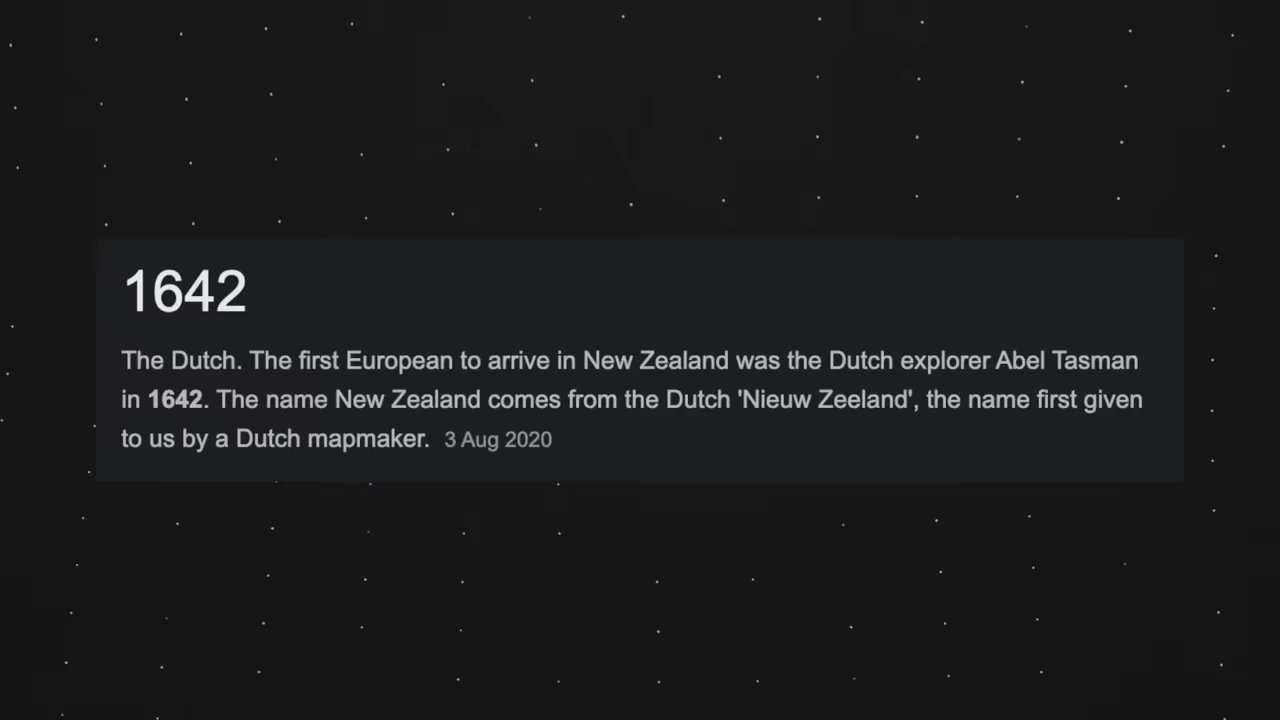 1642
The Dutch. The first European to arrive in New Zealand was the Dutch explorer Abel Tasman
in 1642. The name New Zealand comes from the Dutch 'Nieuw Zeeland', the name first given
to us by a Dutch mapmaker. 3 Aug 2020